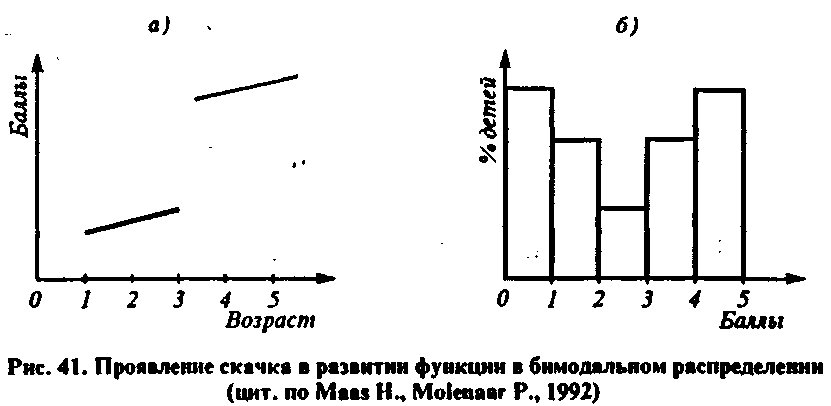 а)
Баллы
0 1 2 3 4 5
Возраст
б)
% детей
0 1 2 3 4 5
Баллы
Рис. 41. Проявление скачка в развитии функции в бимодальном распределении
(цит. по Maas H., Molenaar P., 1992)